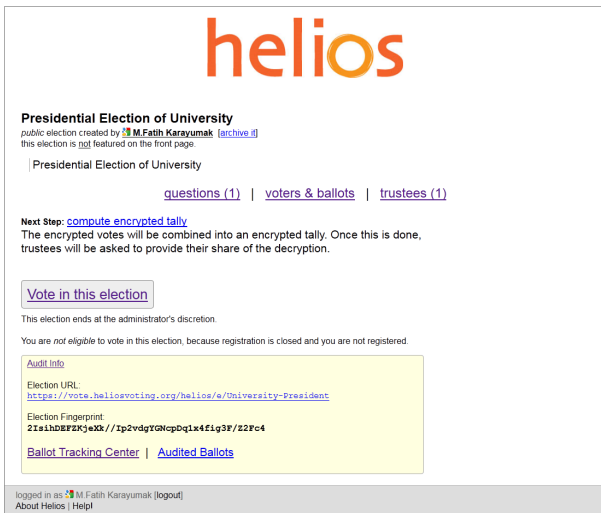 helios
Presidential Election of University
public election created by M.Fatih Karayumak [archive it]
this election is not featured on the front page.
Presidential Election of University
questions (1) | voters & ballots | trustees (1)
Next Step: compute encrypted tally
The encrypted votes will be combined into an encrypted tally. Once this is done,
trustees will be asked to provide their share of the decryption.
Vote in this election
This election ends at the administrator's discretion.
You are not eligible to vote in this election, because registration is closed and you are not registered.
Audit Info
Election URL:
https://vote.heliosvoting.org/helios/e/University-President
Election Fingerprint:
2IsihDEFZKjeXk//Ip2vdgYGNcpDq1x4fig3F/Z2Fc4
Ballot Tracking Center | Audited Ballots
logged in as M.Fatih Karayumak [logout]
About Helios | Help!